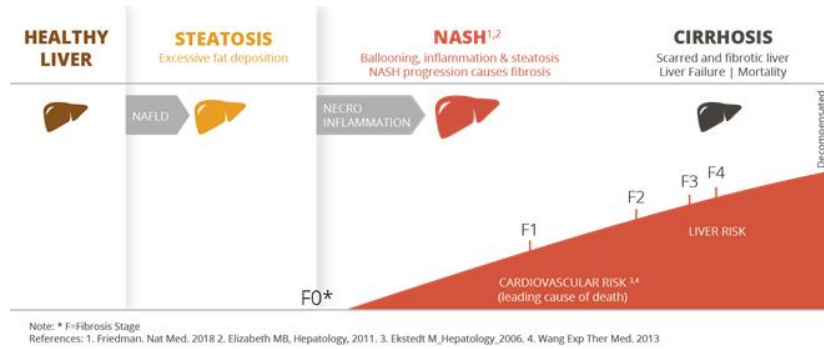 HEALTHY
LIVER
STEATOSIS
Excessive fat deposition
NASH1,2
Ballooning, inflammation & steatosis
NASH progression causes fibrosis
CIRRHOSIS
Scarred and fibrotic liver
Liver Failure | Mortality
NAFLD
NECRO
INFLAMMATION
Decompensated
F0*
F1
F2
F3
F4
LIVER RISK
CARDIOVASCULAR RISK 3,4
(leading cause of death)
Note: * F=Fibrosis Stage
References: 1. Friedman. Nat Med. 2018 2. Elizabeth MB, Hepatology, 2011. 3. Ekstedt M_Hepatology_2006. 4. Wang Exp Ther Med. 2013